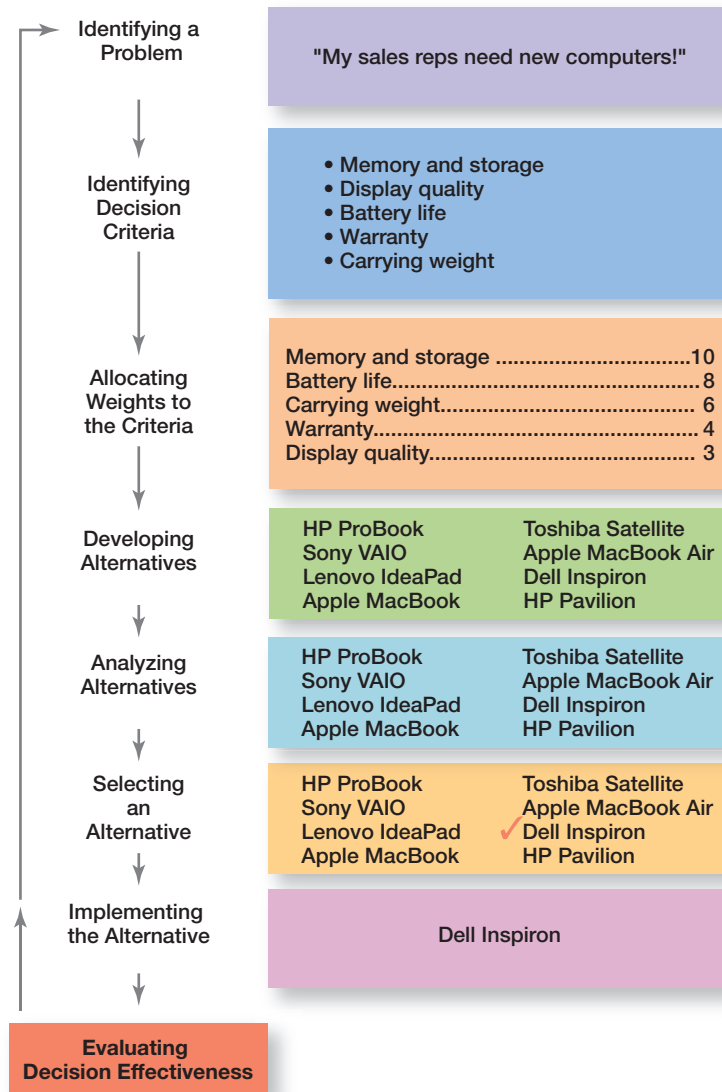 Identifying a
Problem
"My sales reps need new computers!"
Identifying
Decision
Criteria
• Memory and storage
• Display quality
• Battery life
• Warranty
• Carrying weight
Allocating
Weights to
the Criteria
Memory and storage ......................................10
Battery life............................................................ 8
Carrying weight.................................................. 6
Warranty............................................................... 4
Display quality..................................................... 3
Developing
Alternatives
HP ProBook Toshiba Satellite
Sony VAIO Apple MacBook Air
Lenovo IdeaPad Dell Inspiron
Apple MacBook HP Pavilion
Analyzing
Alternatives
HP ProBook Toshiba Satellite
Sony VAIO Apple MacBook Air
Lenovo IdeaPad Dell Inspiron
Apple MacBook HP Pavilion
Selecting
an
Alternative
HP ProBook Toshiba Satellite
Sony VAIO Apple MacBook Air
Lenovo IdeaPad ✓ Dell Inspiron
Apple MacBook HP Pavilion
Implementing
the Alternative
Dell Inspiron
Evaluating
Decision Effectiveness